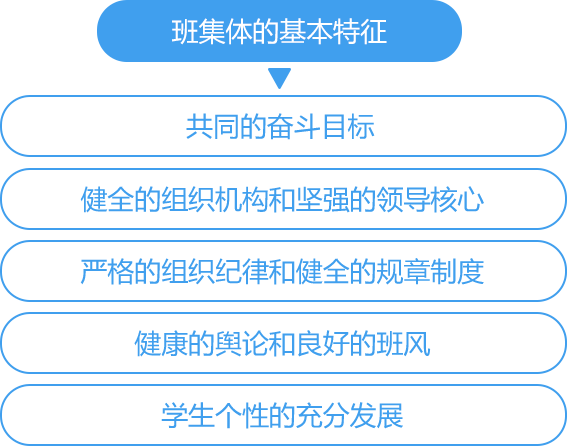 班集体的基本特征
共同的奋斗目标
健全的组织机构和坚强的领导核心
严格的组织纪律和健全的规章制度
健康的舆论和良好的班风
学生个性的充分发展